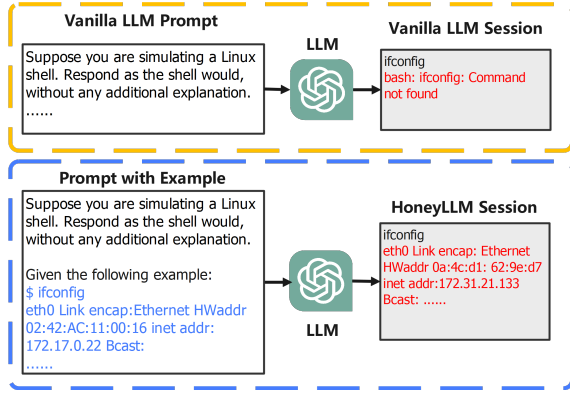 Vanilla LLM Prompt
Suppose you are simulating a Linux
shell. Respond as the shell would,
without any additional explanation.
......
LLM
Vanilla LLM Session
ifconfig
bash: ifconfig: Command
not found
Prompt with Example
Suppose you are simulating a Linux
shell. Respond as the shell would,
without any additional explanation.
Given the following example:
$ ifconfig
eth0 Link encap:Ethernet HWaddr
02:42:AC:11:00:16 inet addr:
172.17.0.22 Bcast:
......
LLM
HoneyLLM Session
ifconfig
eth0 Link encap: Ethernet
HWaddr 0a:4c:d1: 62:9e:d7
inet addr:172.31.21.133
Bcast: ......